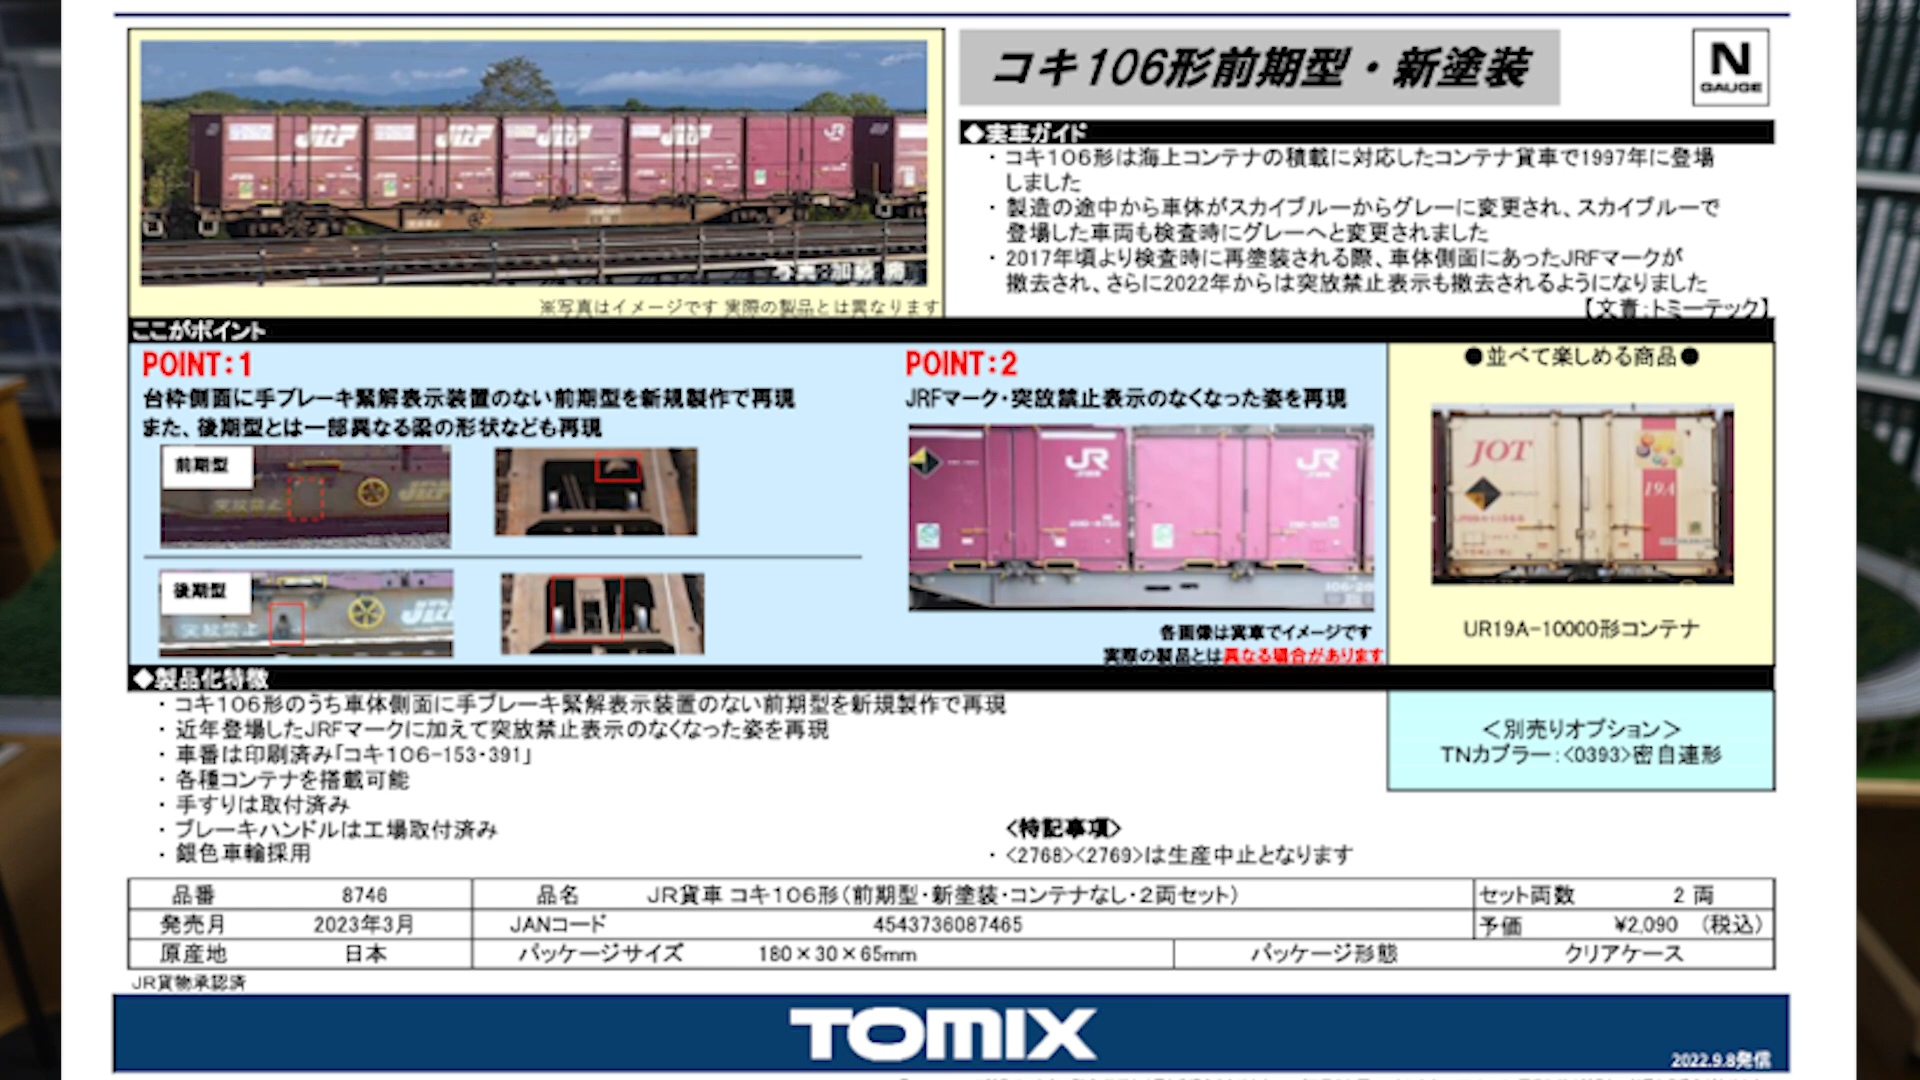 コキ106形前期型・新塗装
N
GAUGE
◆実車ガイド
・コキ106形は海上コンテナの積載に対応したコンテナ貨車で1997年に登場
しました
・製造の途中から車体がスカイブルーからグレーに変更され、スカイブルーで
登場した車両も検査時にグレーへと変更されました
・2017年頃より検査時に再塗装される際、車体側面にあったJRFマークが
撤去され、さらに2022年からは突放禁止表示も撤去されるようになりました
【文責:トミーテック】
※写真はイメージです 実際の製品とは異なります
ここがポイント
POINT:1
台枠側面に手ブレーキ緊解表示装置のない前期型を新規製作で再現
また、後期型とは一部異なる梁の形状なども再現
前期型
突放禁止
JRF
後期型
突放禁止
JR
POINT:2
JRFマーク・突放禁止表示のなくなった姿を再現
JR
JR
各画像は実車でイメージです
実際の製品とは異なる場合があります
●並べて楽しめる商品●
JOT
19A
UR19A-10000形コンテナ
◆製品化特徴
・コキ106形のうち車体側面に手ブレーキ緊解表示装置のない前期型を新規製作で再現
・近年登場したJRFマークに加えて突放禁止表示のなくなった姿を再現
・車番は印刷済み「コキ106-153・391」
・各種コンテナを搭載可能
・手すりは取付済み
・ブレーキハンドルは工場取付済み
・銀色車輪採用
<別売りオプション>
TNカプラー:<0393>密自連形
<特記事項>
・<2768><2769>は生産中止となります
品番 8746 品名 JR貨車 コキ106形(前期型・新塗装・コンテナなし・2両セット) セット両数 2 両
発売月 2023年3月 JANコード 4543736087465 予価 ¥2,090 (税込)
原産地 日本 パッケージサイズ 180×30×65mm パッケージ形態 クリアケース
JR貨物承認済
TOMIX
2022.9.8発信